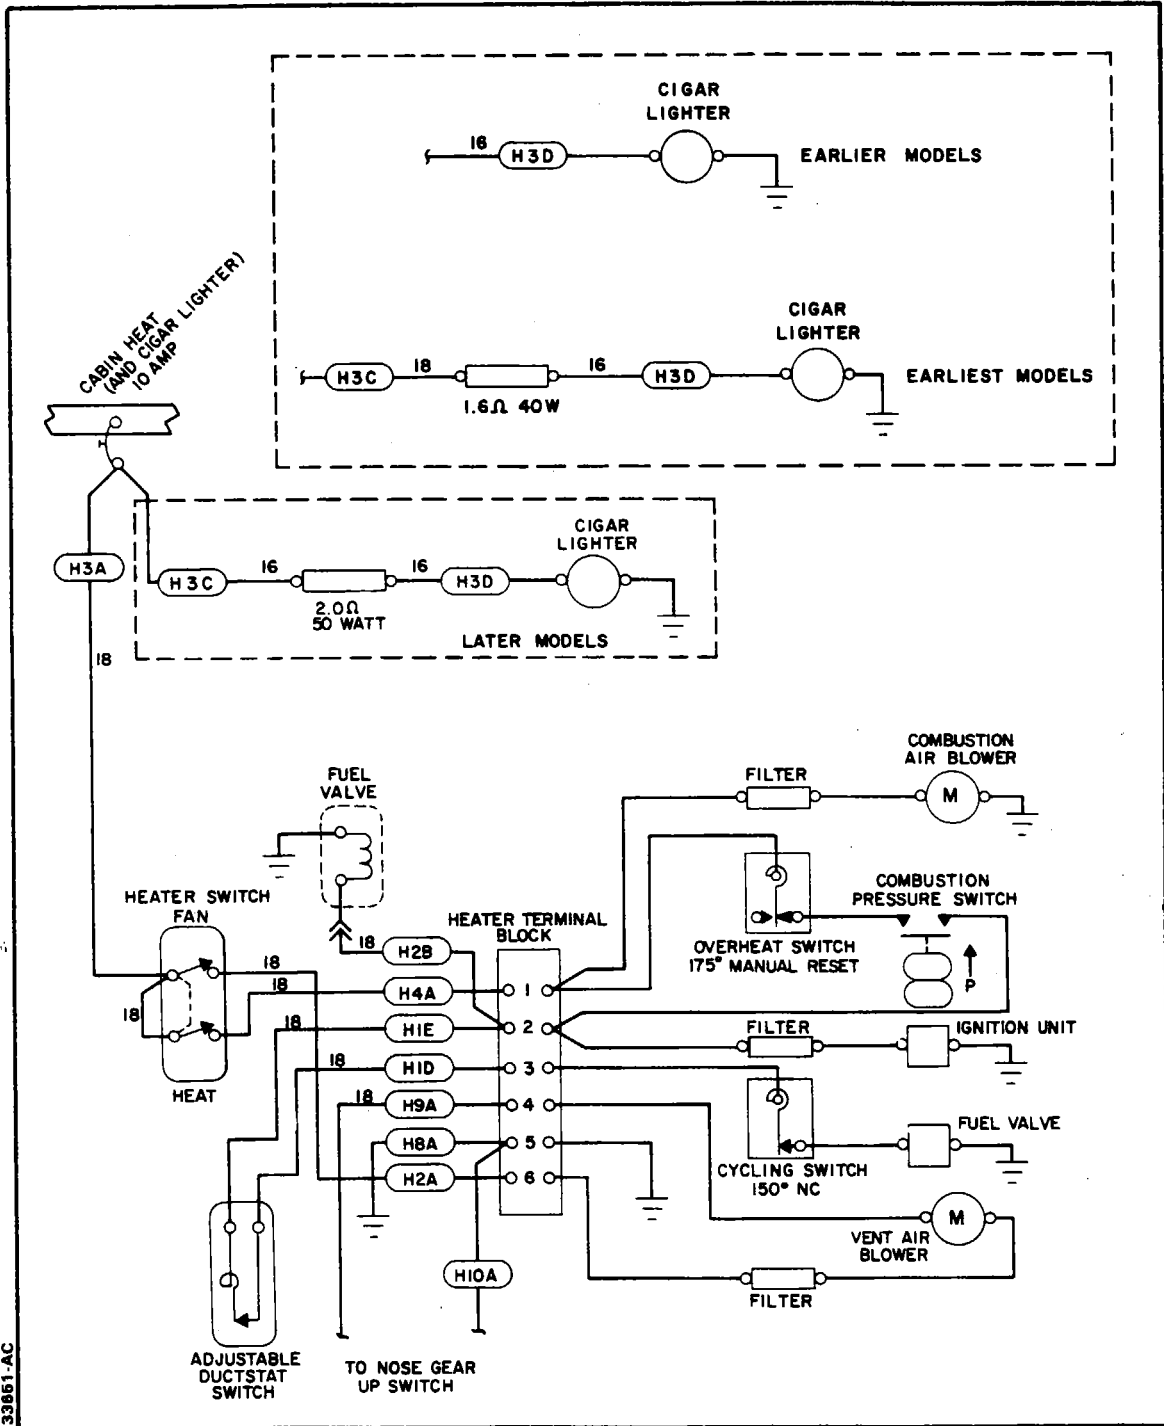 CIGAR
LIGHTER
16
H3D
EARLIER MODELS
CIGAR
LIGHTER
H3C
18
16
H3D
EARLIEST MODELS
1.6Ω 40W
CABIN HEAT
(AND CIGAR LIGHTER)
10 AMP
CIGAR
LIGHTER
H3A
H3C
16
16
H3D
2.0Ω
50 WATT
LATER MODELS
18
COMBUSTION
AIR BLOWER
FUEL
VALVE
FILTER
M
HEATER SWITCH
FAN
COMBUSTION
PRESSURE SWITCH
HEATER TERMINAL
BLOCK
18
H2B
OVERHEAT SWITCH
175° MANUAL RESET
P
18
18
H4A
1
18
18
H1E
2
FILTER
IGNITION UNIT
18
H1D
3
HEAT
18
H9A
4
FUEL VALVE
H8A
5
CYCLING SWITCH
150° NC
H2A
6
M
VENT AIR
BLOWER
H10A
FILTER
ADJUSTABLE
DUCTSTAT
SWITCH
TO NOSE GEAR
UP SWITCH
33651-AC